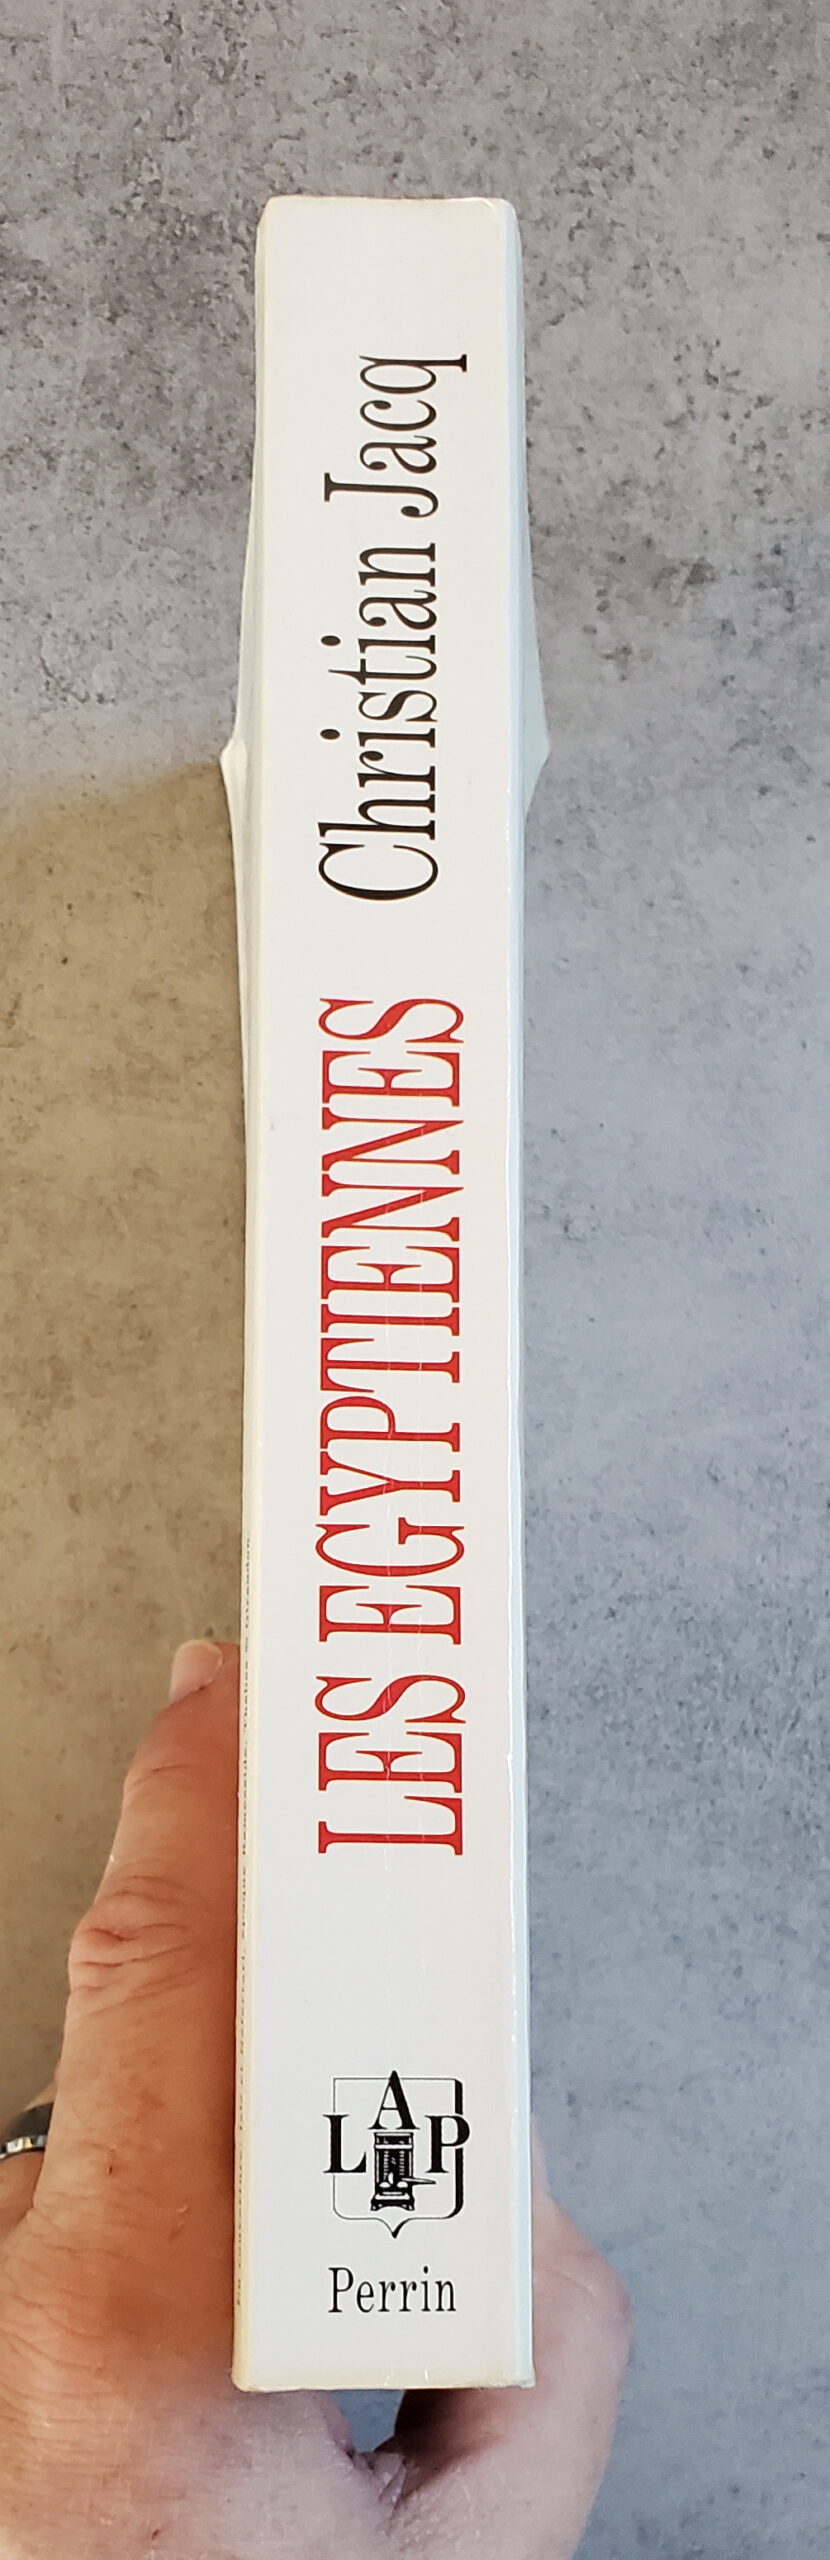 Christian Jacq
LES EGYPTIENNES
LAP
Perrin